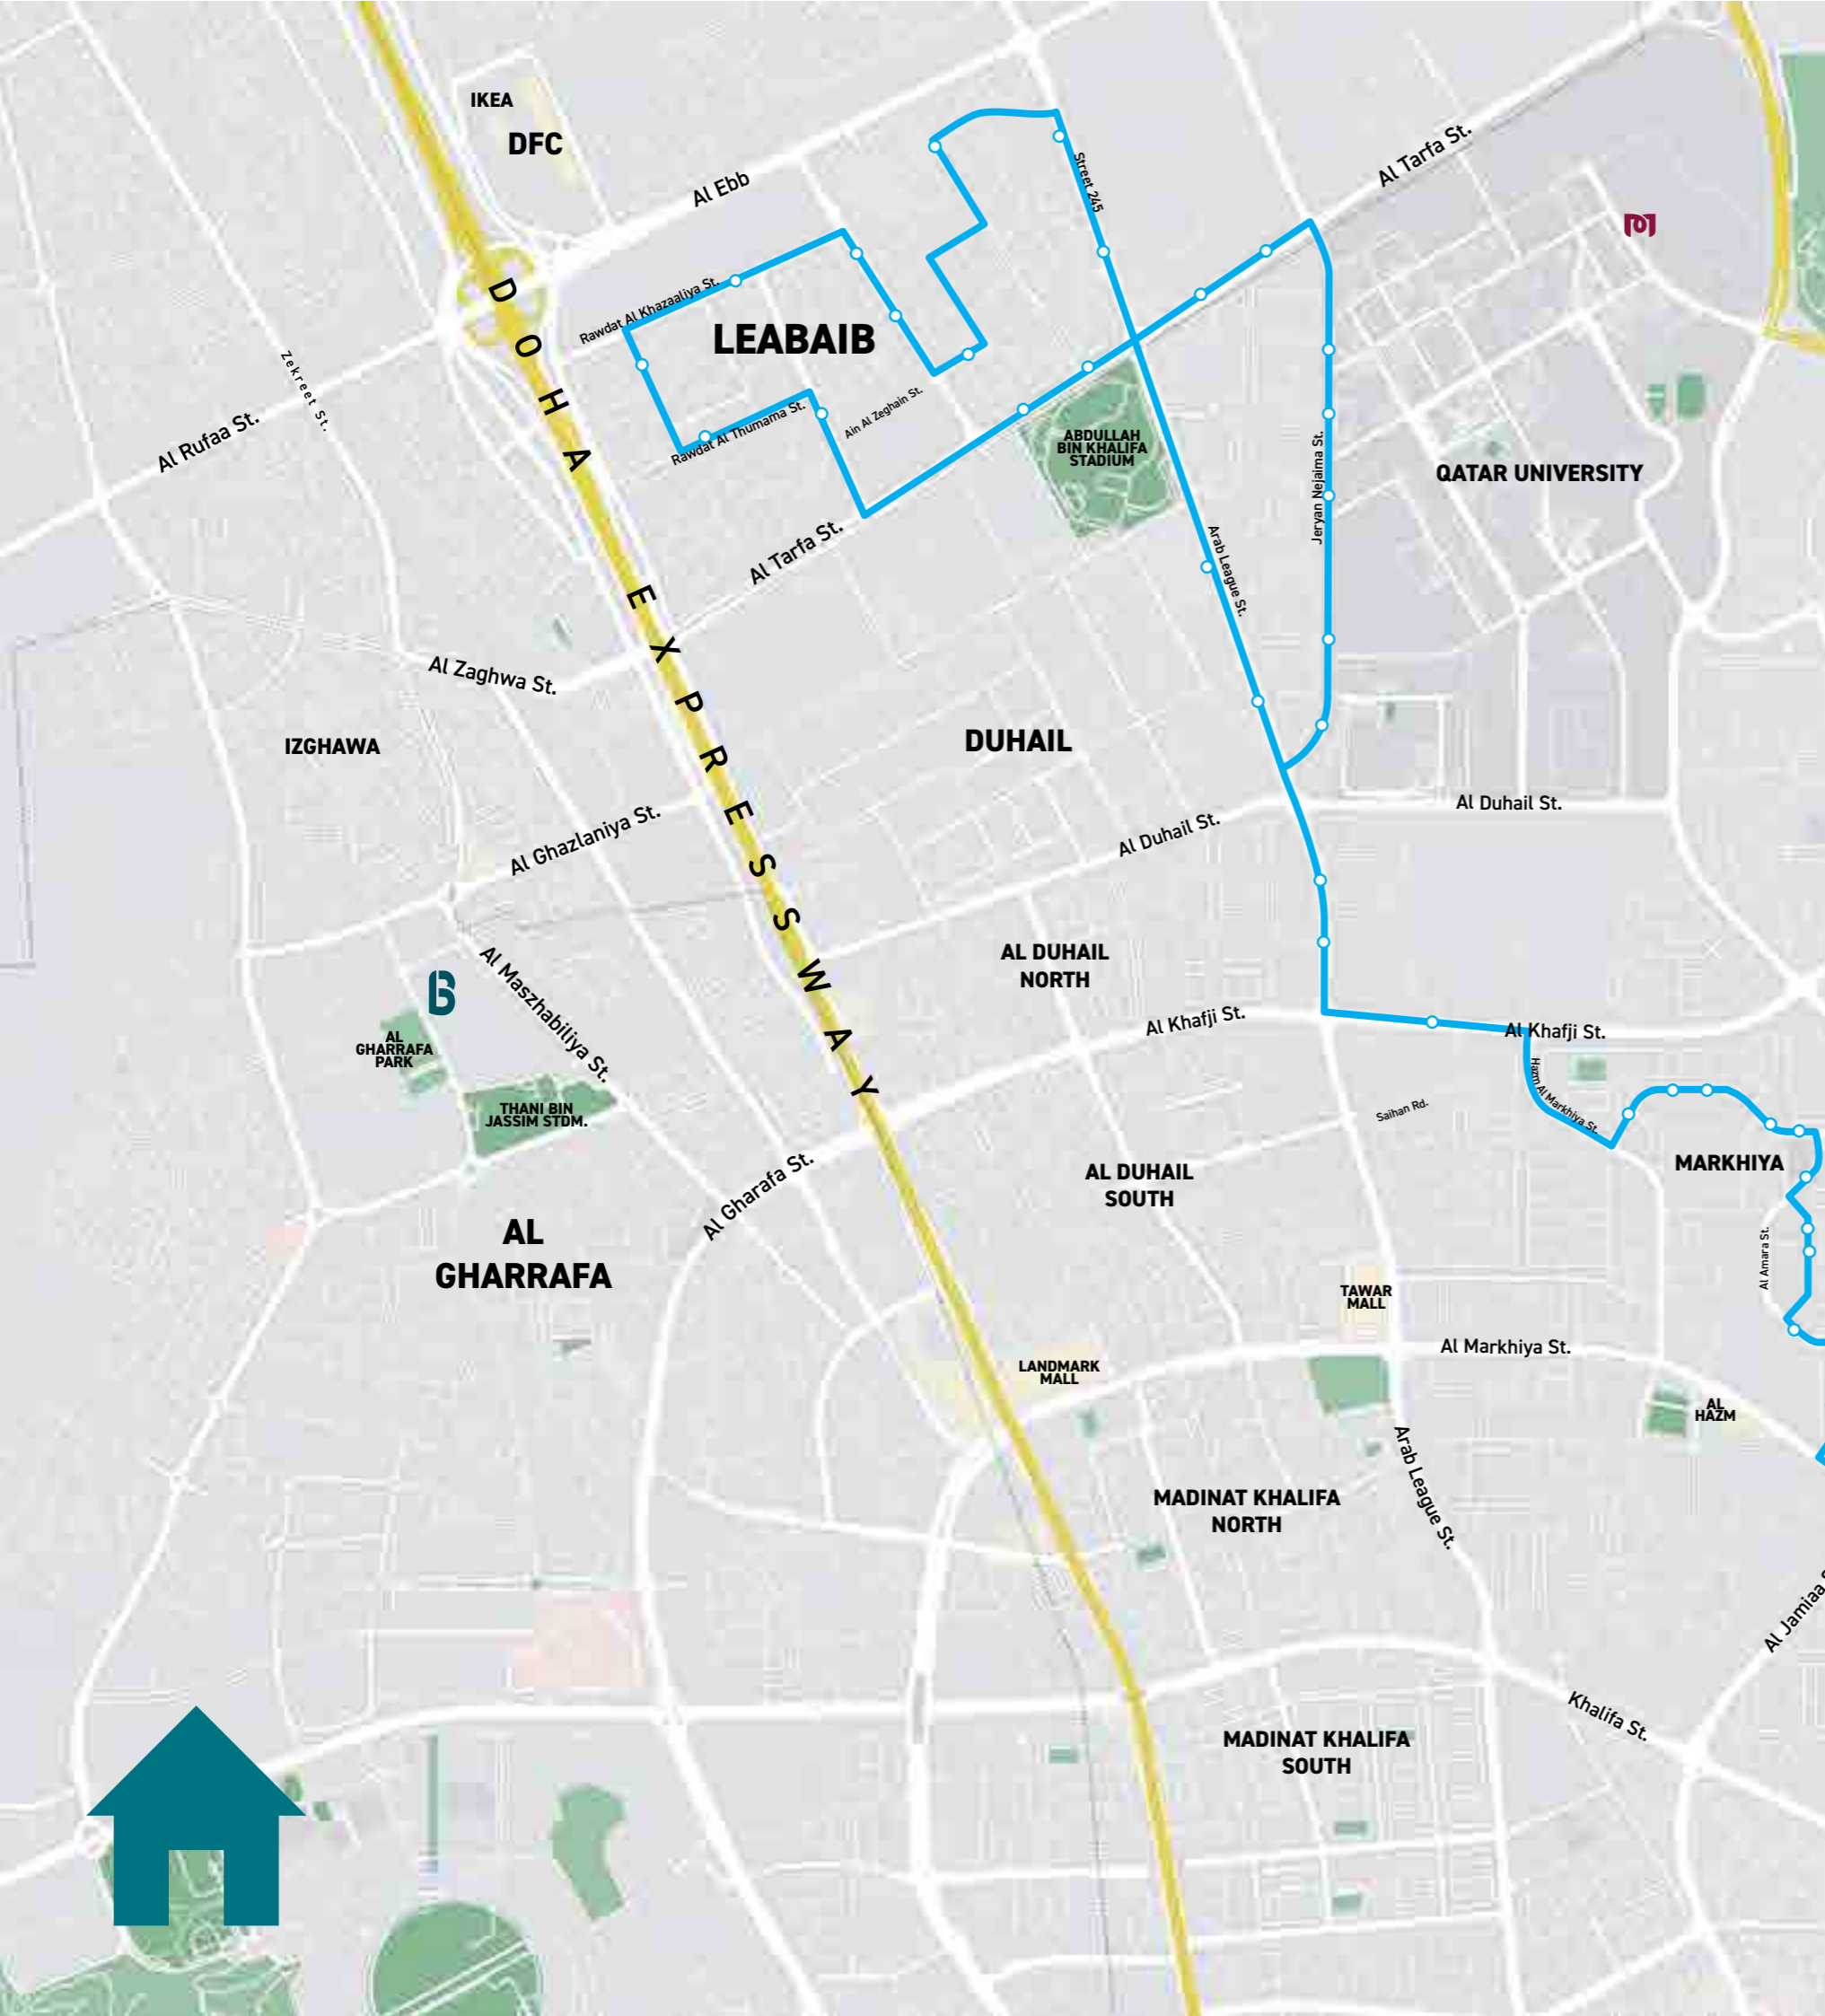 IKEA
DFC
Al Ebb
Street 245
Al Tarfa St.
Rawdat Al Khazaaliya St.
LEABAIB
Zekreet St.
Al Rufaa St.
Rawdat Al Thumama St.
Ain Al Zeghain St.
ABDULLAH
BIN KHALIFA
STADIUM
Jeryan Nejaima St.
QATAR UNIVERSITY
Al Tarfa St.
Arab League St.
DOHA EXPRESSWAY
Al Zaghwa St.
IZGHAWA
DUHAIL
Al Ghazlaniya St.
Al Duhail St.
Al Duhail St.
AL DUHAIL
NORTH
Al Maszhabiliya St.
Al Khafji St.
Al Khafji St.
AL
GHARRAFA
PARK
THANI BIN
JASSIM STDM.
Hazm Al Markhiya St.
Saihan Rd.
MARKHIYA
AL DUHAIL
SOUTH
Al Gharafa St.
AL
GHARRAFA
Al Amara St.
TAWAR
MALL
Al Markhiya St.
LANDMARK
MALL
AL
HAZM
Arab League St.
MADINAT KHALIFA
NORTH
Al Jamiaa S
Khalifa St.
MADINAT KHALIFA
SOUTH